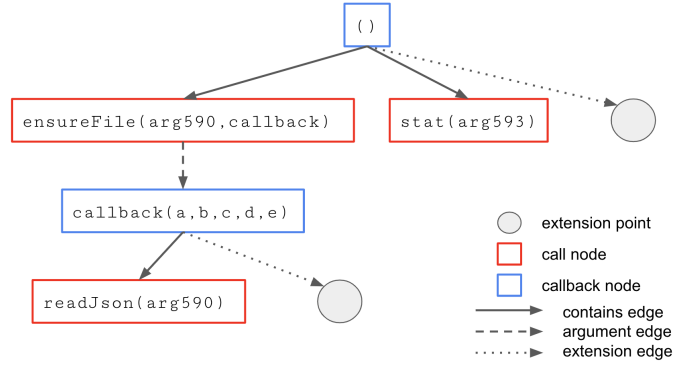 ()
ensureFile(arg590,callback)
stat(arg593)
callback(a,b,c,d,e)
readJson(arg590)
extension point
call node
callback node
contains edge
argument edge
extension edge